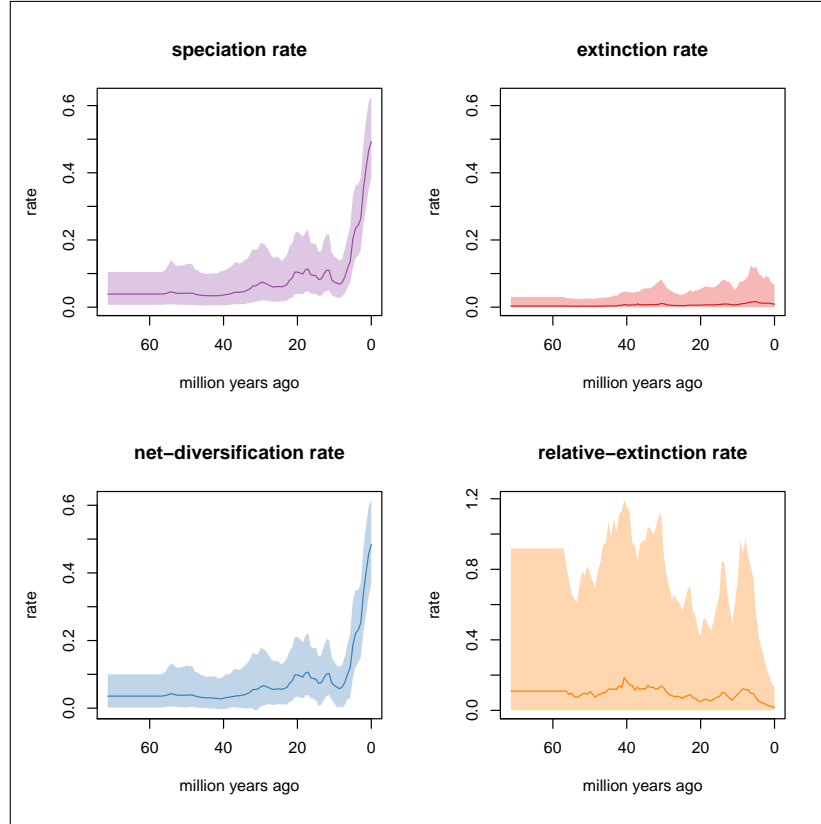 speciation rate
extinction rate
rate
0.0 0.2 0.4 0.6
60 40 20 0
million years ago
rate
0.0 0.2 0.4 0.6
60 40 20 0
million years ago
net−diversification rate
relative−extinction rate
rate
0.0 0.2 0.4 0.6
60 40 20 0
million years ago
rate
0.0 0.4 0.8 1.2
60 40 20 0
million years ago